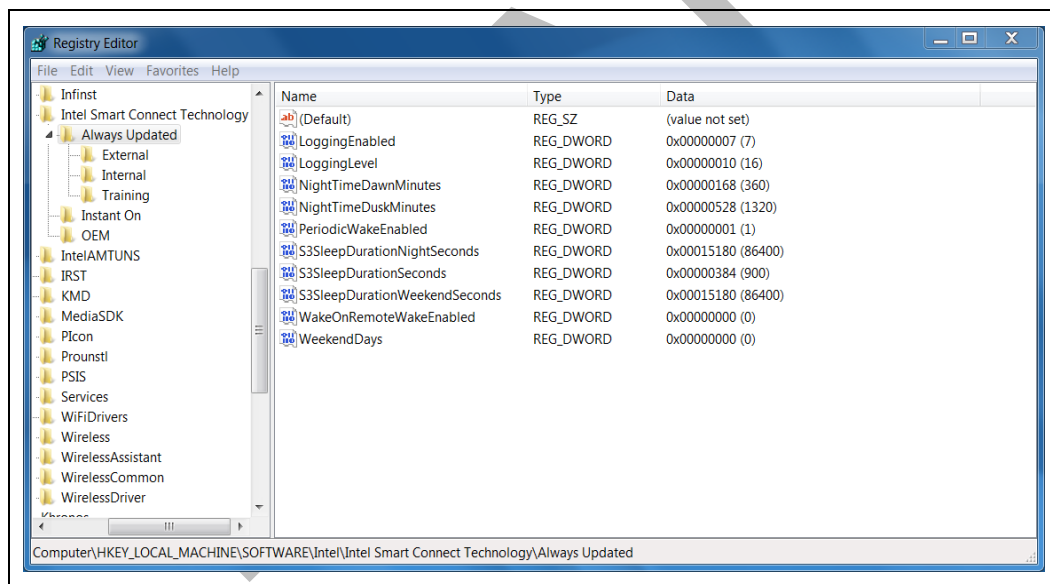 Registry Editor
File Edit View Favorites Help
Infinst
Intel Smart Connect Technology
Always Updated
External
Internal
Training
Instant On
OEM
IntelAMTUNS
IRST
KMD
MediaSDK
PIcon
Prounstl
PSIS
Services
WiFiDrivers
Wireless
WirelessAssistant
WirelessCommon
WirelessDriver
Khronos
Name Type Data
(Default) REG_SZ (value not set)
LoggingEnabled REG_DWORD 0x00000007 (7)
LoggingLevel REG_DWORD 0x00000010 (16)
NightTimeDawnMinutes REG_DWORD 0x00000168 (360)
NightTimeDuskMinutes REG_DWORD 0x00000528 (1320)
PeriodicWakeEnabled REG_DWORD 0x00000001 (1)
S3SleepDurationNightSeconds REG_DWORD 0x00015180 (86400)
S3SleepDurationSeconds REG_DWORD 0x00000384 (900)
S3SleepDurationWeekendSeconds REG_DWORD 0x00015180 (86400)
WakeOnRemoteWakeEnabled REG_DWORD 0x00000000 (0)
WeekendDays REG_DWORD 0x00000000 (0)
Computer\HKEY_LOCAL_MACHINE\SOFTWARE\Intel\Intel Smart Connect Technology\Always Updated